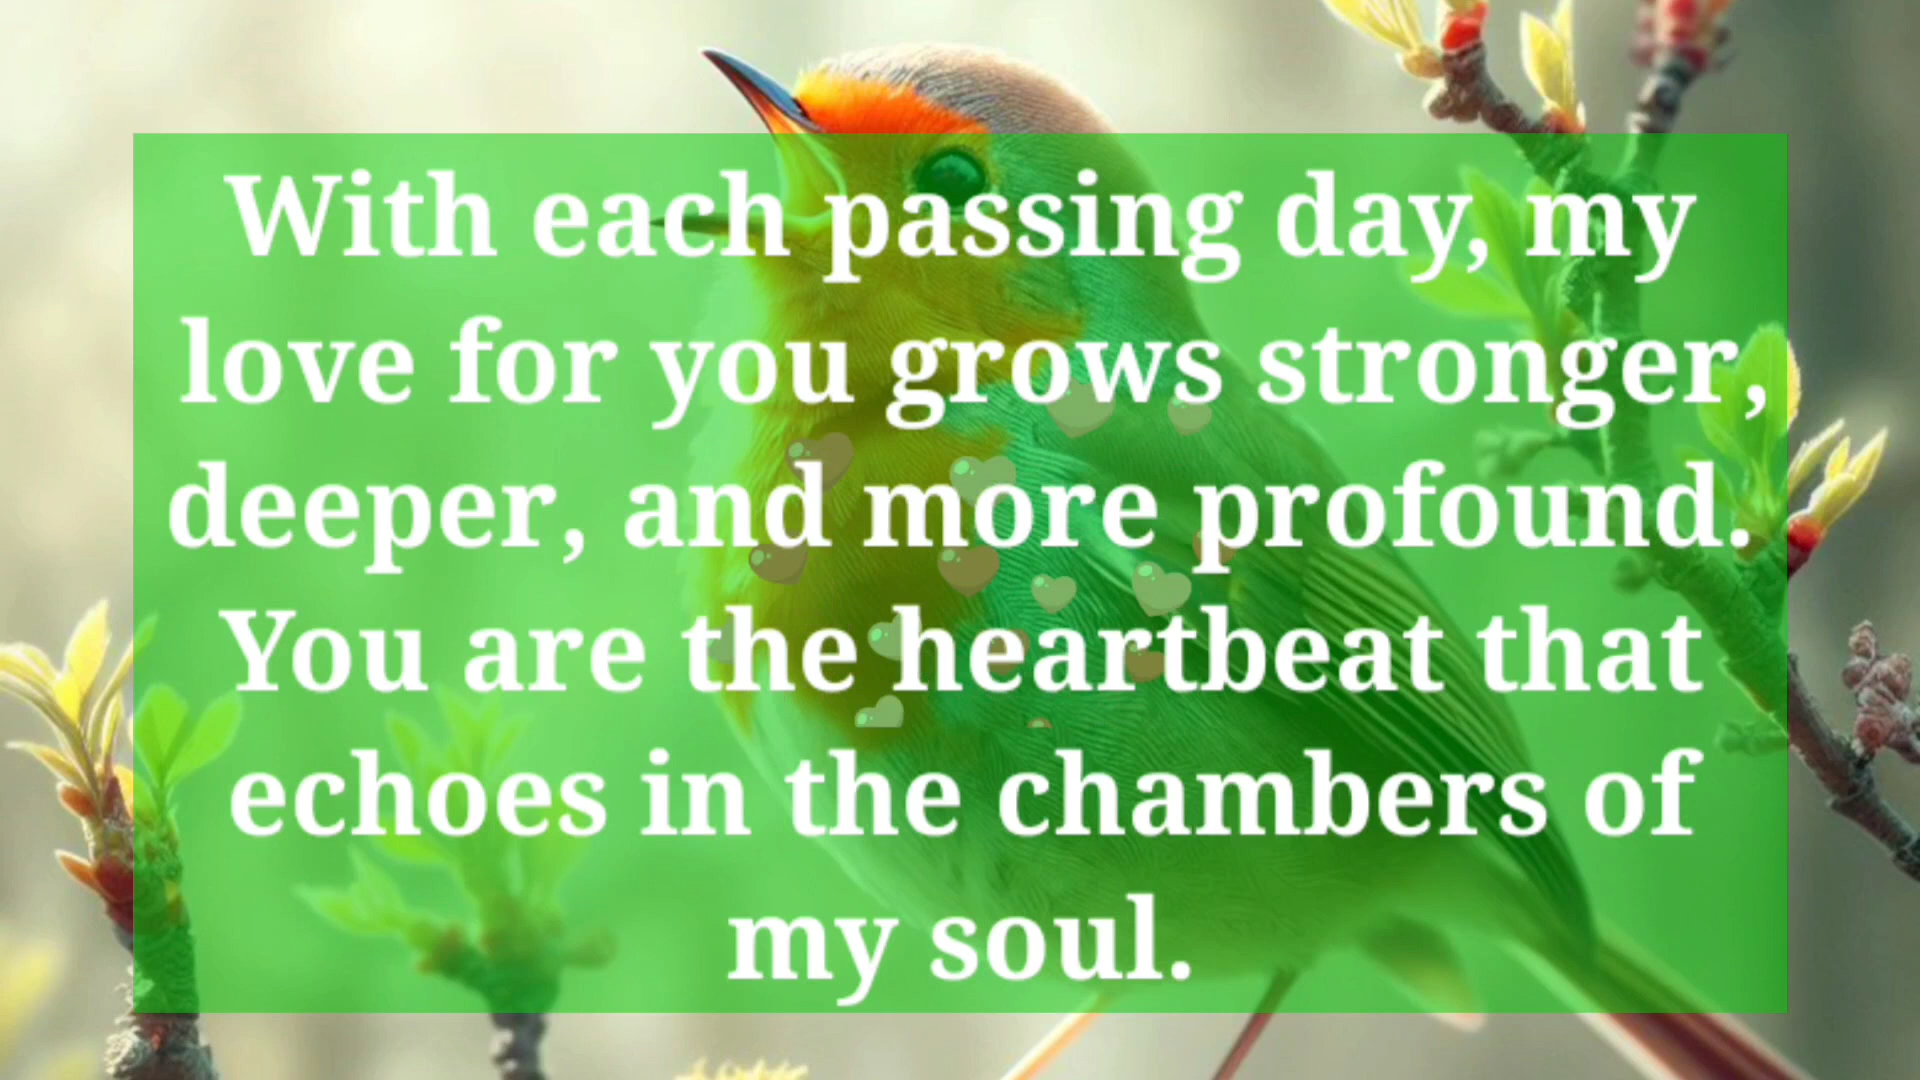 With each passing day, my
love for you grows stronger,
deeper, and more profound.
You are the heartbeat that
echoes in the chambers of
my soul.